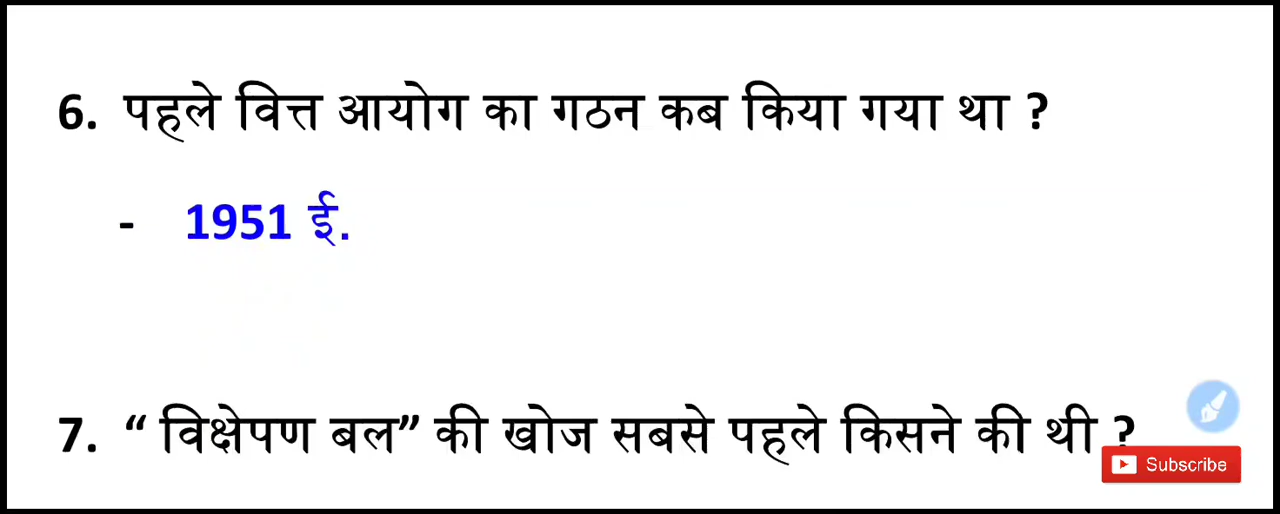 6. पहले वित्त आयोग का गठन कब किया गया था ?
- 1951 ई.
7. “ विक्षेपण बल” की खोज सबसे पहले किसने की थी ?
Subscribe